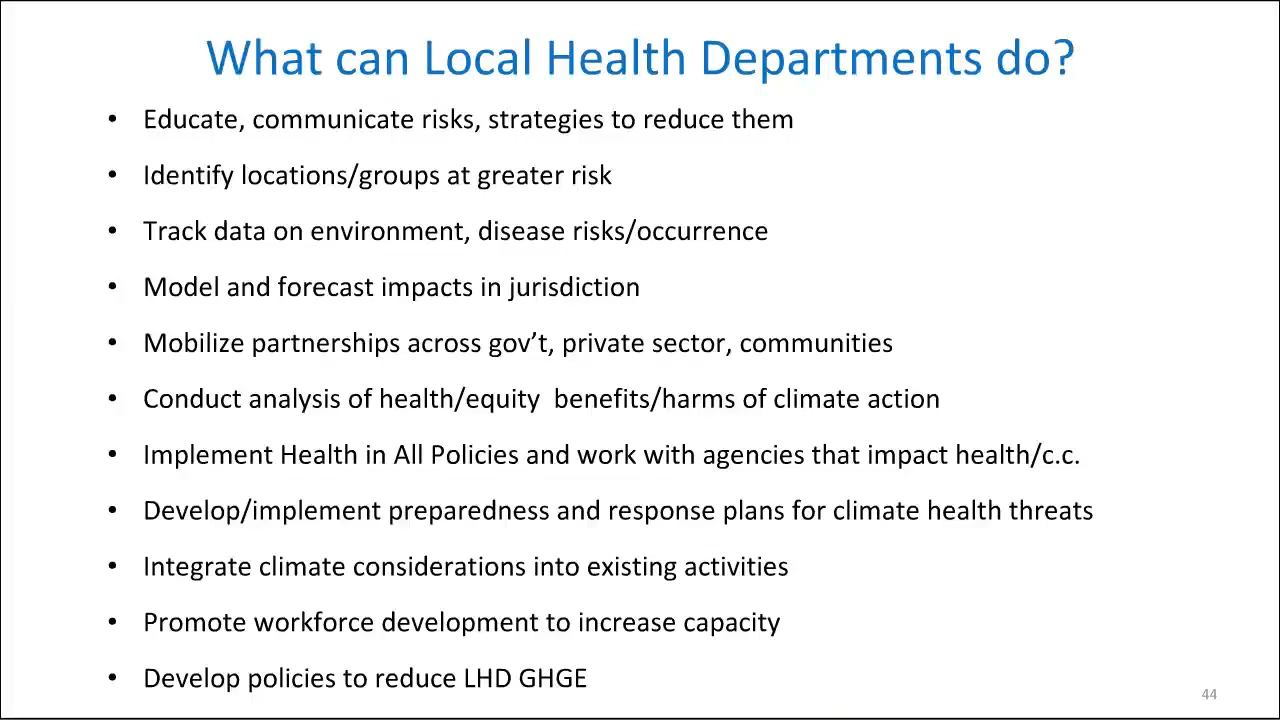 What can Local Health Departments do?
• Educate, communicate risks, strategies to reduce them
• Identify locations/groups at greater risk
• Track data on environment, disease risks/occurrence
• Model and forecast impacts in jurisdiction
• Mobilize partnerships across gov’t, private sector, communities
• Conduct analysis of health/equity  benefits/harms of climate action
• Implement Health in All Policies and work with agencies that impact health/c.c.
• Develop/implement preparedness and response plans for climate health threats
• Integrate climate considerations into existing activities
• Promote workforce development to increase capacity
• Develop policies to reduce LHD GHGE
44